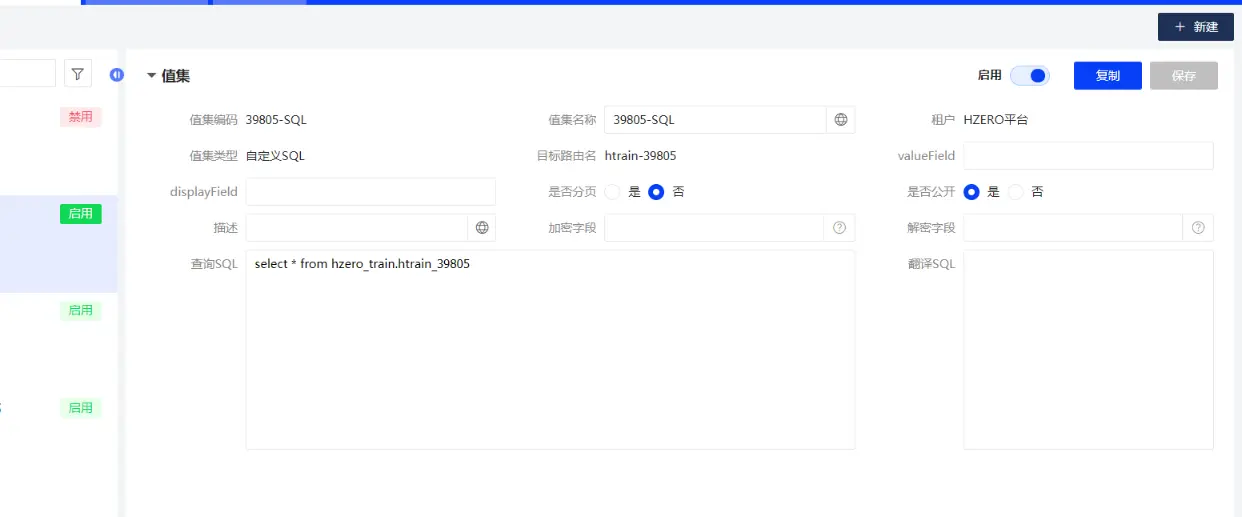 新建
禁用
启用
启用
启用
值集
启用
复制
保存
值集编码 39805-SQL 值集名称 39805-SQL 租户 HZERO平台
值集类型 自定义SQL 目标路由名 htrain-39805 valueField
displayField 是否分页 是 否 是否公开 是 否
描述 加密字段 解密字段
查询SQL select * from hzero_train.htrain_39805 翻译SQL